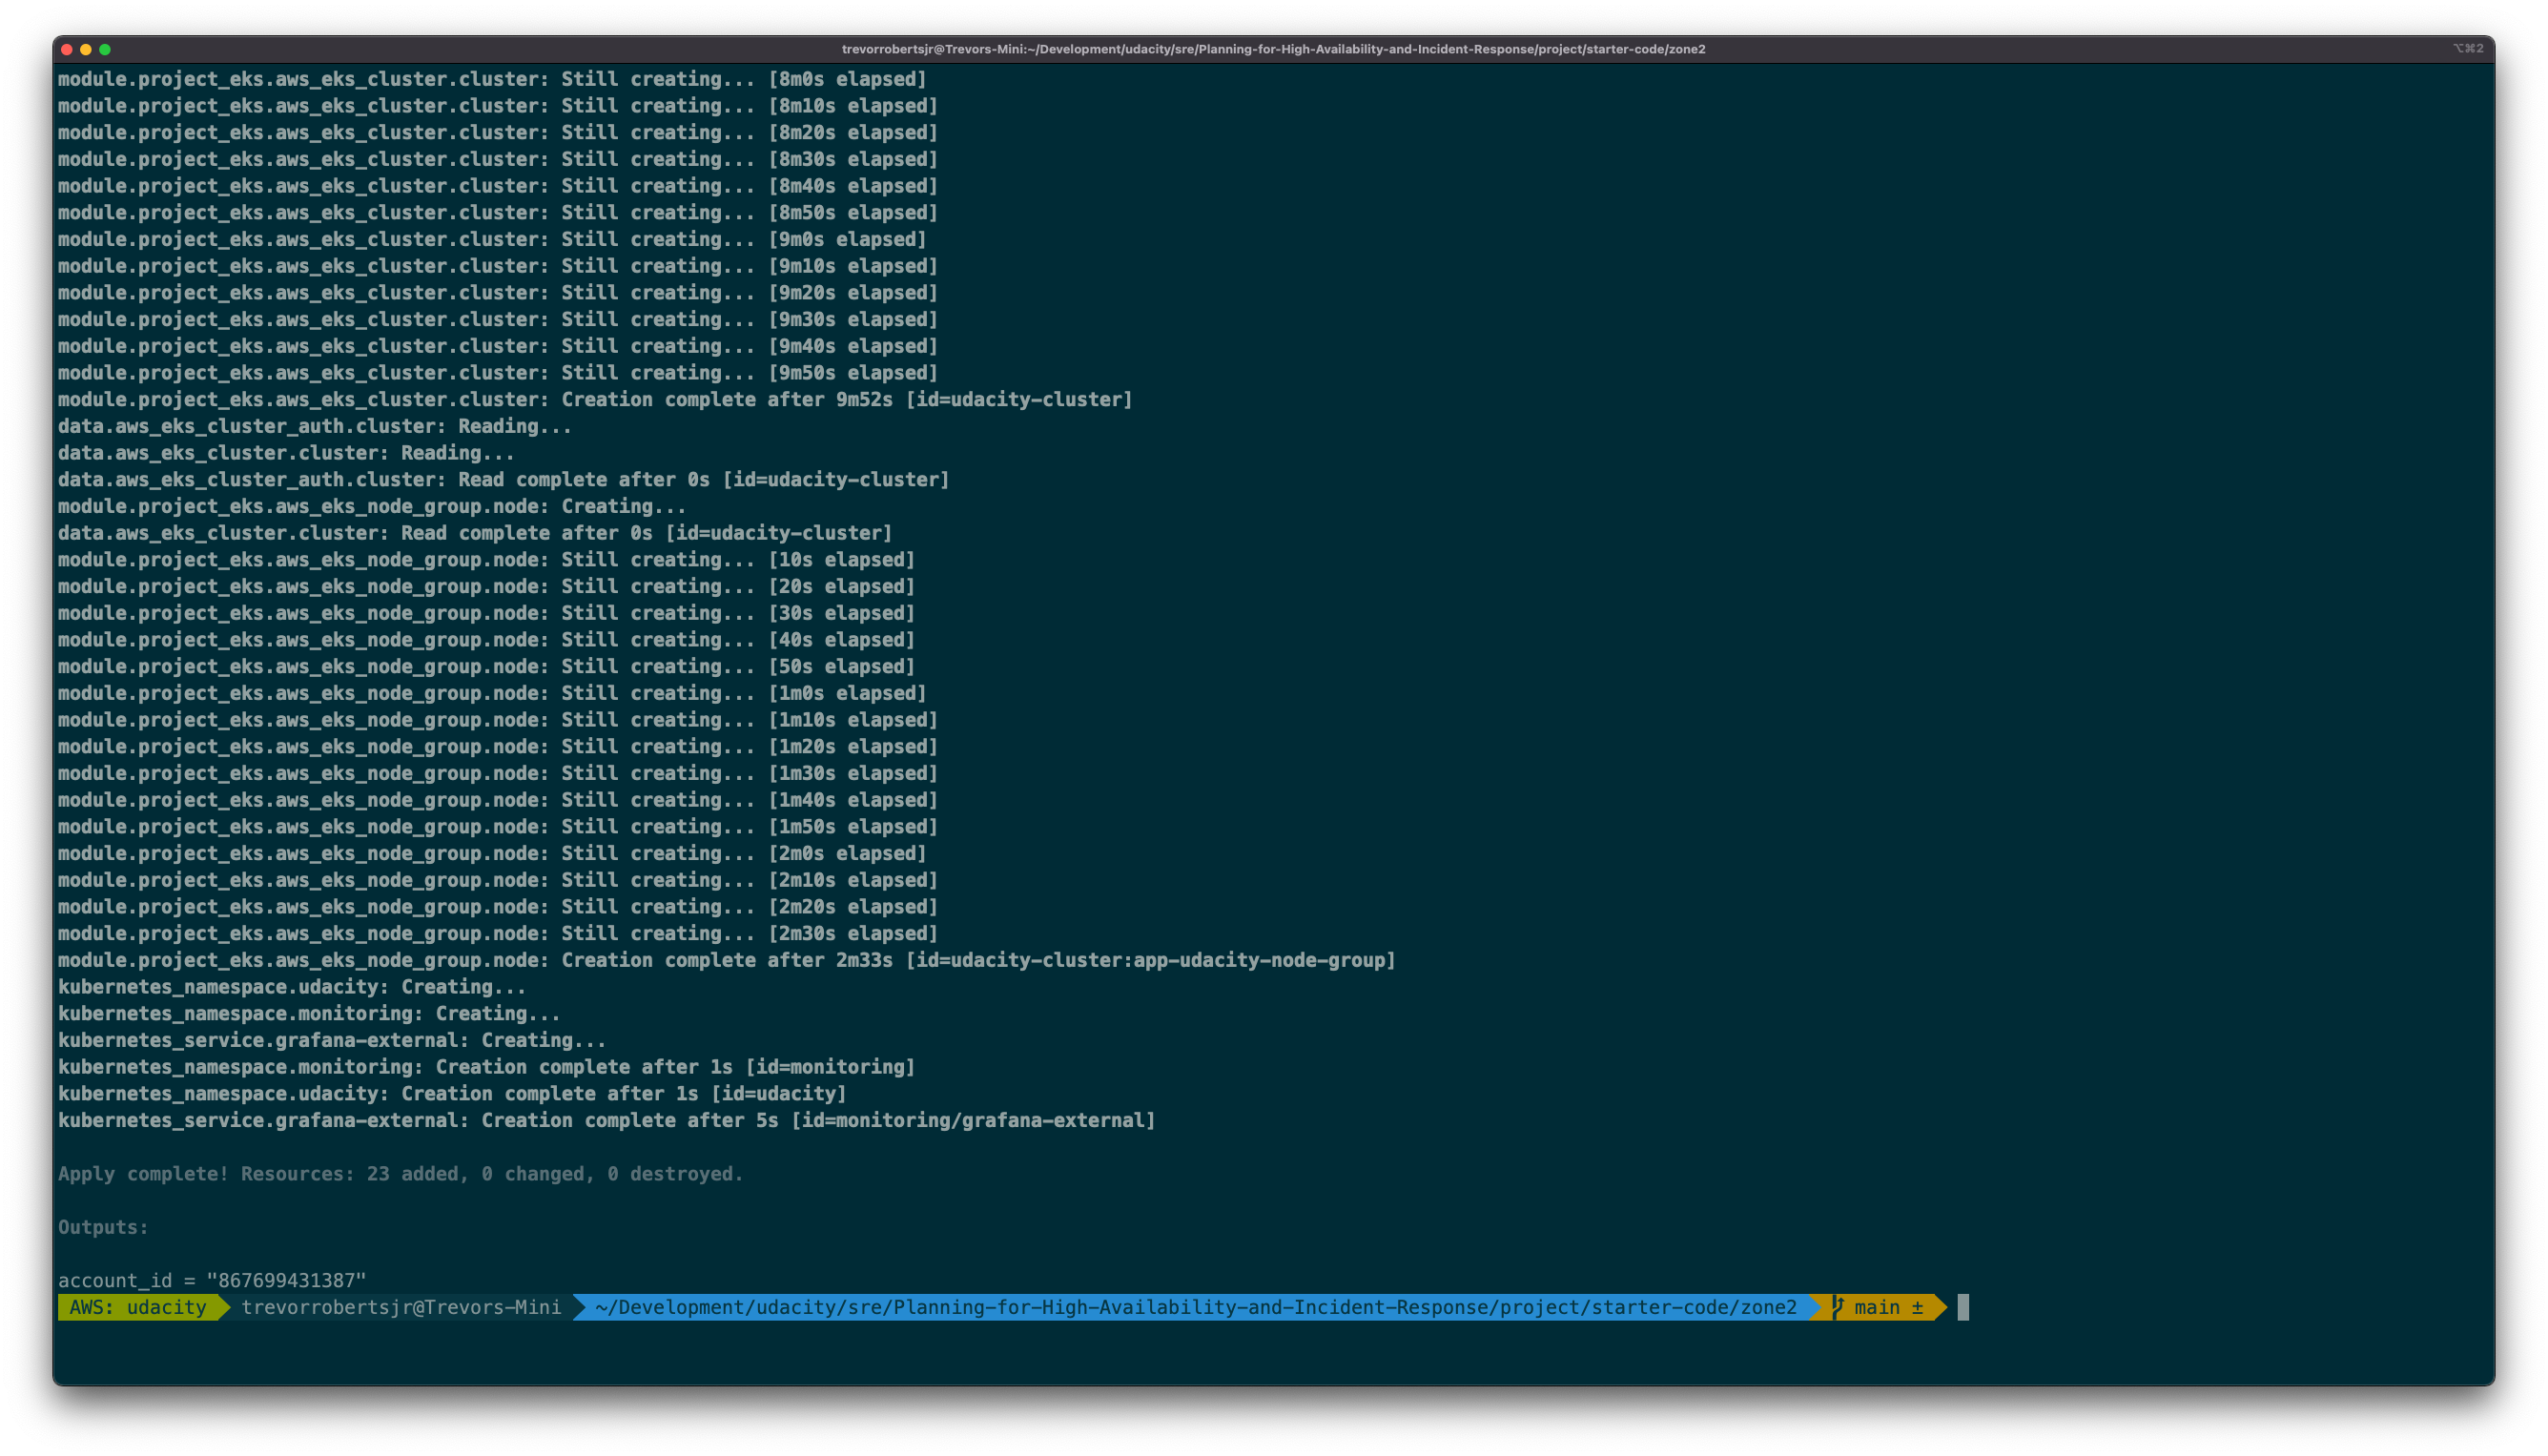 trevorrobertsjr@Trevors-Mini:~/Development/udacity/sre/Planning-for-High-Availability-and-Incident-Response/project/starter-code/zone2
⌥⌘2
module.project_eks.aws_eks_cluster.cluster: Still creating... [8m0s elapsed]
module.project_eks.aws_eks_cluster.cluster: Still creating... [8m10s elapsed]
module.project_eks.aws_eks_cluster.cluster: Still creating... [8m20s elapsed]
module.project_eks.aws_eks_cluster.cluster: Still creating... [8m30s elapsed]
module.project_eks.aws_eks_cluster.cluster: Still creating... [8m40s elapsed]
module.project_eks.aws_eks_cluster.cluster: Still creating... [8m50s elapsed]
module.project_eks.aws_eks_cluster.cluster: Still creating... [9m0s elapsed]
module.project_eks.aws_eks_cluster.cluster: Still creating... [9m10s elapsed]
module.project_eks.aws_eks_cluster.cluster: Still creating... [9m20s elapsed]
module.project_eks.aws_eks_cluster.cluster: Still creating... [9m30s elapsed]
module.project_eks.aws_eks_cluster.cluster: Still creating... [9m40s elapsed]
module.project_eks.aws_eks_cluster.cluster: Still creating... [9m50s elapsed]
module.project_eks.aws_eks_cluster.cluster: Creation complete after 9m52s [id=udacity-cluster]
data.aws_eks_cluster_auth.cluster: Reading...
data.aws_eks_cluster.cluster: Reading...
data.aws_eks_cluster_auth.cluster: Read complete after 0s [id=udacity-cluster]
module.project_eks.aws_eks_node_group.node: Creating...
data.aws_eks_cluster.cluster: Read complete after 0s [id=udacity-cluster]
module.project_eks.aws_eks_node_group.node: Still creating... [10s elapsed]
module.project_eks.aws_eks_node_group.node: Still creating... [20s elapsed]
module.project_eks.aws_eks_node_group.node: Still creating... [30s elapsed]
module.project_eks.aws_eks_node_group.node: Still creating... [40s elapsed]
module.project_eks.aws_eks_node_group.node: Still creating... [50s elapsed]
module.project_eks.aws_eks_node_group.node: Still creating... [1m0s elapsed]
module.project_eks.aws_eks_node_group.node: Still creating... [1m10s elapsed]
module.project_eks.aws_eks_node_group.node: Still creating... [1m20s elapsed]
module.project_eks.aws_eks_node_group.node: Still creating... [1m30s elapsed]
module.project_eks.aws_eks_node_group.node: Still creating... [1m40s elapsed]
module.project_eks.aws_eks_node_group.node: Still creating... [1m50s elapsed]
module.project_eks.aws_eks_node_group.node: Still creating... [2m0s elapsed]
module.project_eks.aws_eks_node_group.node: Still creating... [2m10s elapsed]
module.project_eks.aws_eks_node_group.node: Still creating... [2m20s elapsed]
module.project_eks.aws_eks_node_group.node: Still creating... [2m30s elapsed]
module.project_eks.aws_eks_node_group.node: Creation complete after 2m33s [id=udacity-cluster:app-udacity-node-group]
kubernetes_namespace.udacity: Creating...
kubernetes_namespace.monitoring: Creating...
kubernetes_service.grafana-external: Creating...
kubernetes_namespace.monitoring: Creation complete after 1s [id=monitoring]
kubernetes_namespace.udacity: Creation complete after 1s [id=udacity]
kubernetes_service.grafana-external: Creation complete after 5s [id=monitoring/grafana-external]
Apply complete! Resources: 23 added, 0 changed, 0 destroyed.
Outputs:
account_id = "867699431387"
AWS: udacity trevorrobertsjr@Trevors-Mini ~/Development/udacity/sre/Planning-for-High-Availability-and-Incident-Response/project/starter-code/zone2 main ±